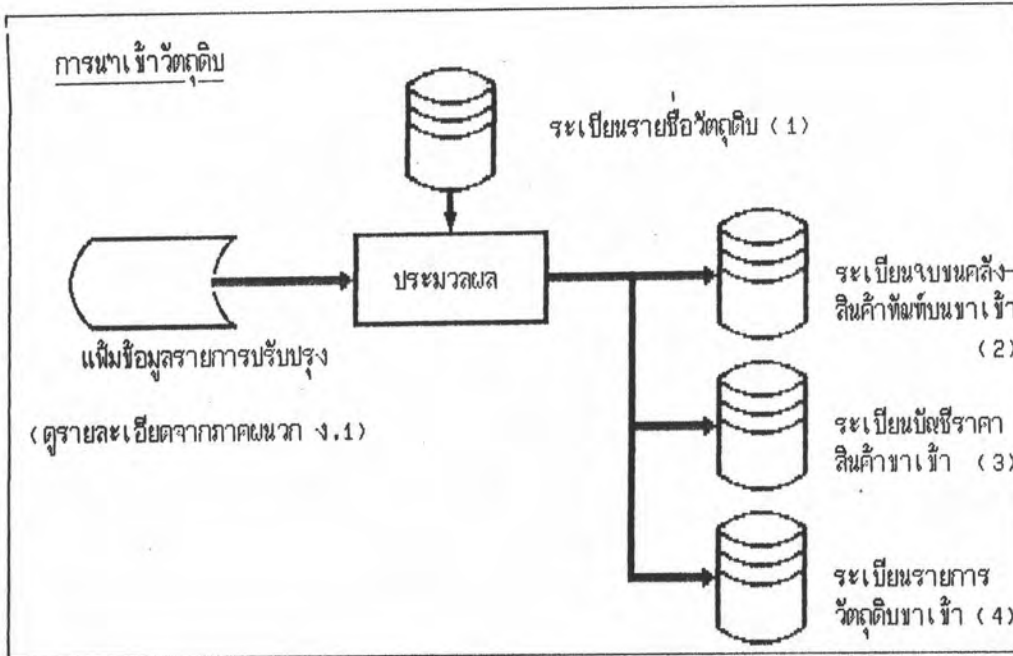 การนำเข้าวัตถุดิบ
ระเบียนรายชื่อวัตถุดิบ (1)
ประมวลผล
แฟ้มข้อมูลรายการปรับปรุง
(ดูรายละเอียดจากภาคผนวก ง.1)
ระเบียนใบขนคลัง-
สินค้าทัณฑ์บนขาเข้า
(2)
ระเบียนบัญชีราคา
สินค้าขาเข้า (3)
ระเบียนรายการ
วัตถุดิบขาเข้า (4)